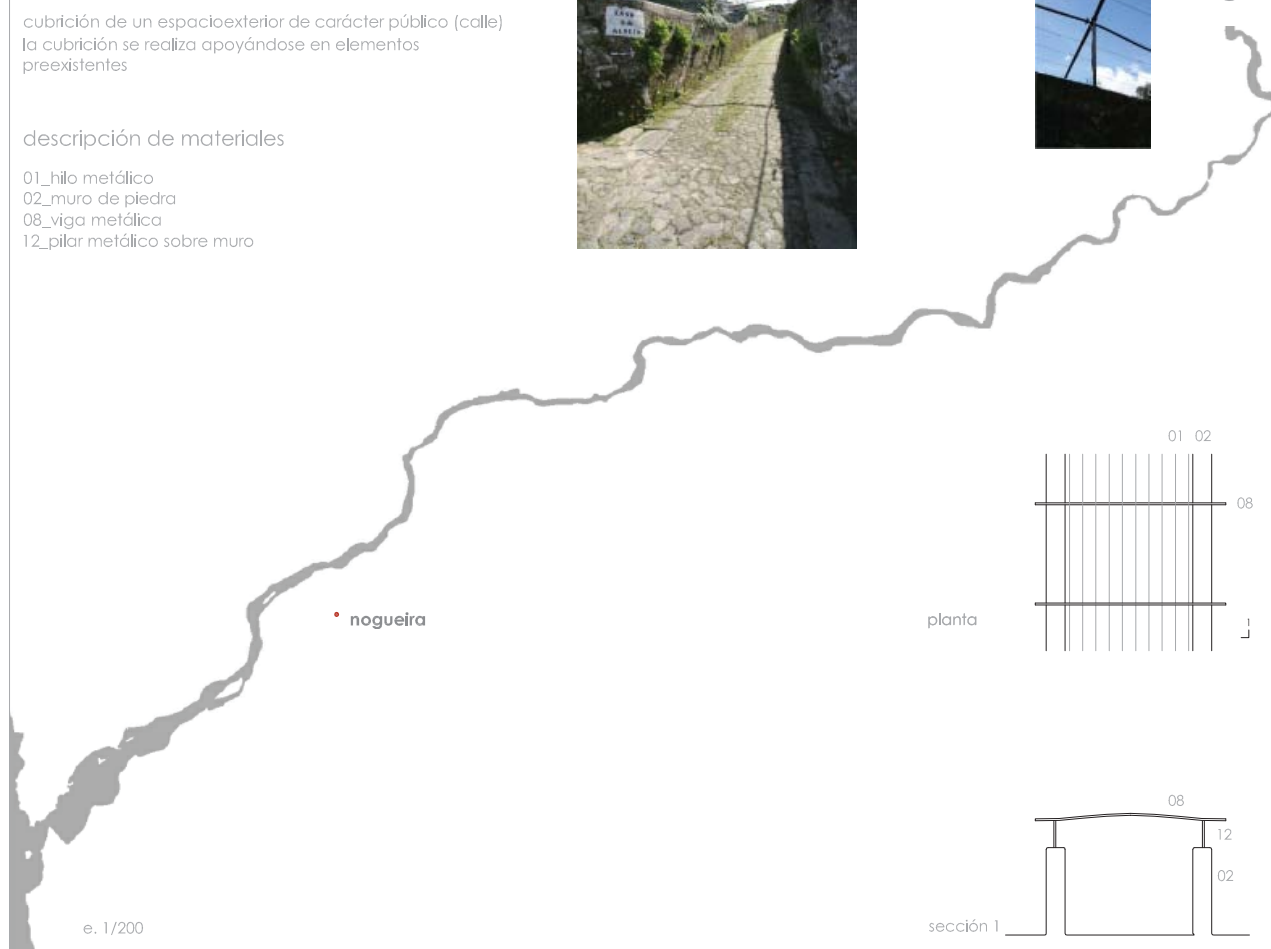 cubrición de un espacioexterior de carácter público (calle)
la cubrición se realiza apoyándose en elementos
preexistentes
descripción de materiales
01_hilo metálico
02_muro de piedra
08_viga metálica
12_pilar metálico sobre muro
01 02
08
nogueira
planta
1
08
12
02
sección 1
e. 1/200